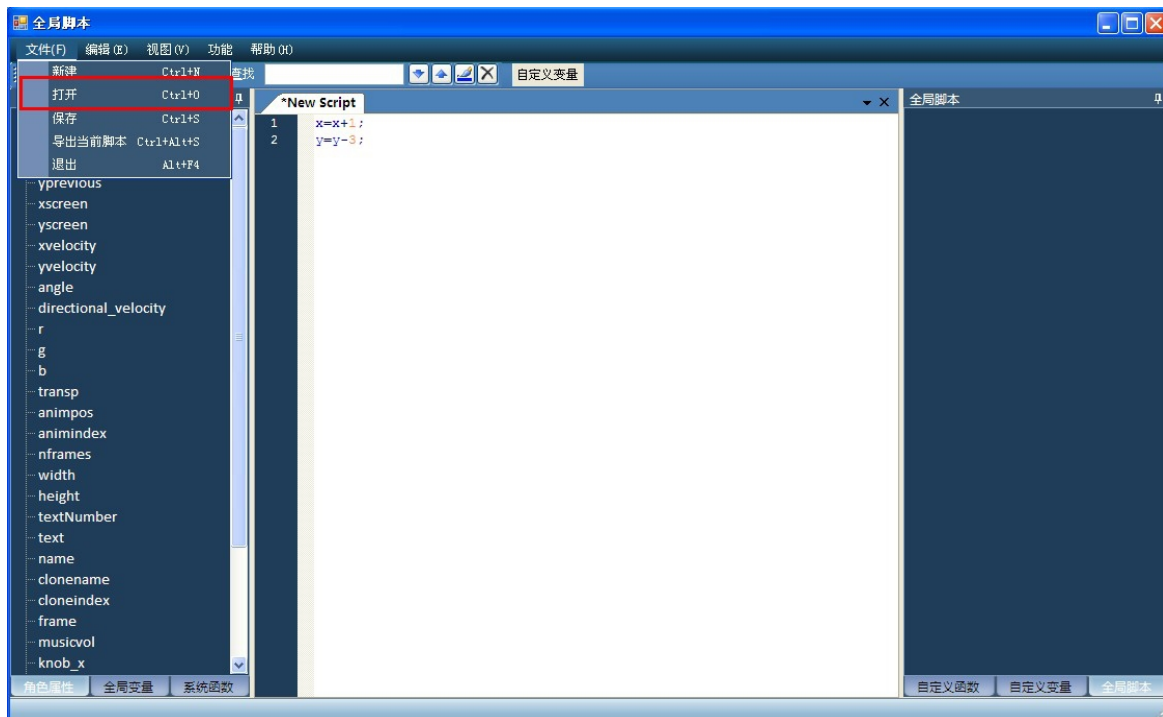 全局脚本
文件(F) 编辑(E) 视图(V) 功能 帮助(H)
新建 Ctrl+N
打开 Ctrl+O
保存 Ctrl+S
导出当前脚本 Ctrl+Alt+S
退出 Alt+F4
查找
自定义变量
yprevious
xscreen
yscreen
xvelocity
yvelocity
angle
directional_velocity
r
g
b
transp
animpos
animindex
nframes
width
height
textNumber
text
name
clonename
cloneindex
frame
musicvol
knob_x
角色属性 全局变量 系统函数
*New Script
1 x=x+1;
2 y=y-3;
全局脚本
自定义函数 自定义变量 全局脚本